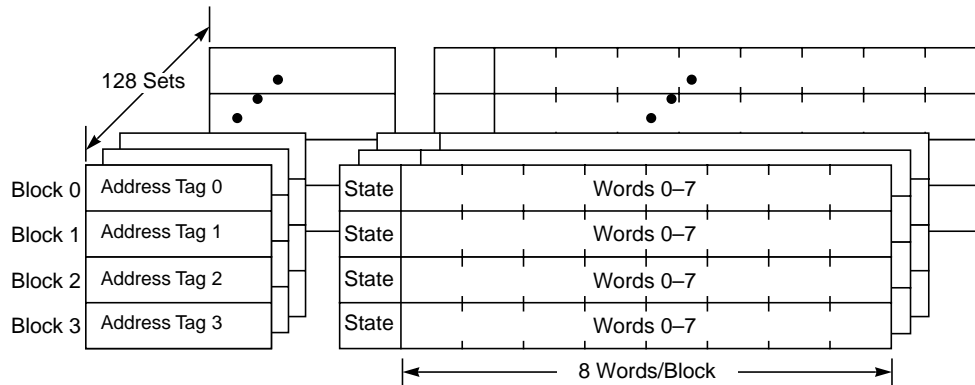 128 Sets
Block 0 Address Tag 0 State Words 0–7
Block 1 Address Tag 1 State Words 0–7
Block 2 Address Tag 2 State Words 0–7
Block 3 Address Tag 3 State Words 0–7
8 Words/Block